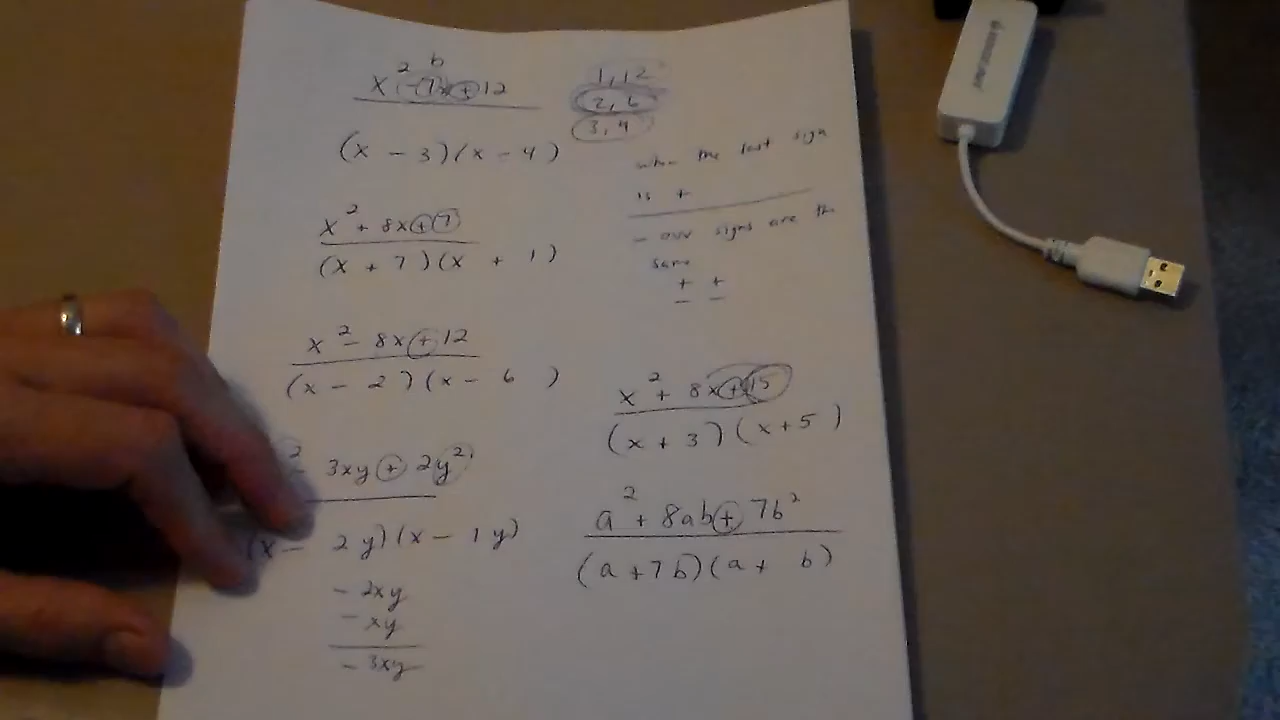 b
x² - 7x + 12
(x - 3)(x - 4)
1, 12
2, 6
3, 4
when the last sign
is +
- our signs are the
same
+ +
- -
x² + 8x + 7
(x + 7)(x + 1)
x² - 8x + 12
(x - 2)(x - 6)
² - 3xy + 2y²
(x - 2y)(x - 1y)
- 2xy
- xy
- 3xy
x² + 8x + 15
(x + 3)(x + 5)
a² + 8ab + 7b²
(a + 7b)(a + b)